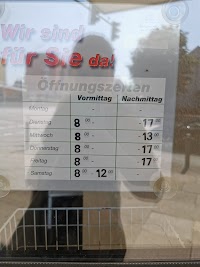 Wir sind
für Sie da!
Öffnungszeiten
Vormittag Nachmittag
Montag - -
Dienstag 8 00 - -17 00
Mittwoch 8 00 - -13 00
Donnerstag 8 00 - -17 00
Freitag 8 00 - -17 00
Samstag 8 00 12 00 -